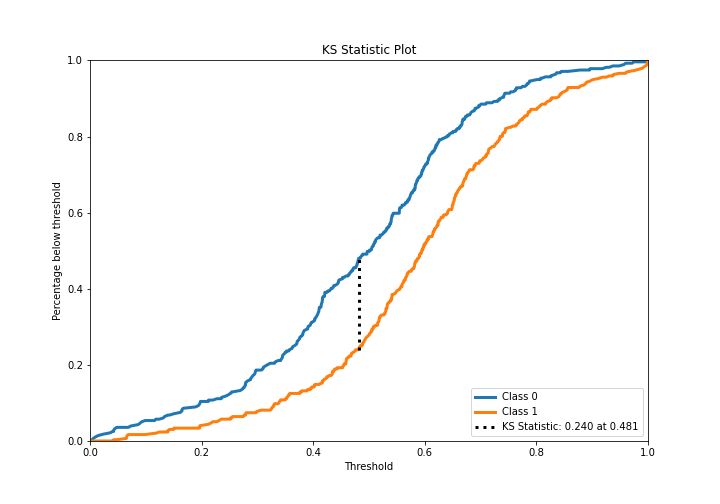 KS Statistic Plot
1.0
0.8
0.6
0.4
0.2
0.0
Percentage below threshold
0.0 0.2 0.4 0.6 0.8 1.0
Threshold
Class 0
Class 1
KS Statistic: 0.240 at 0.481